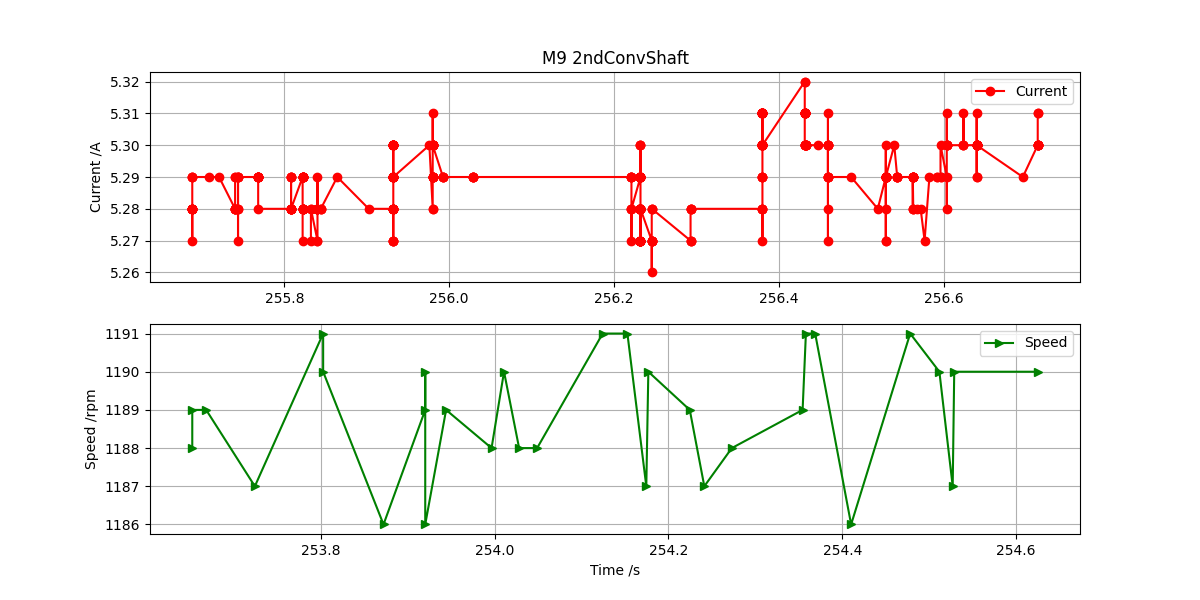 M9 2ndConvShaft
5.32
5.31
5.30
5.29
5.28
5.27
5.26
Current /A
Current
255.8 256.0 256.2 256.4 256.6
1191
1190
1189
1188
1187
1186
Speed /rpm
Speed
253.8 254.0 254.2 254.4 254.6
Time /s